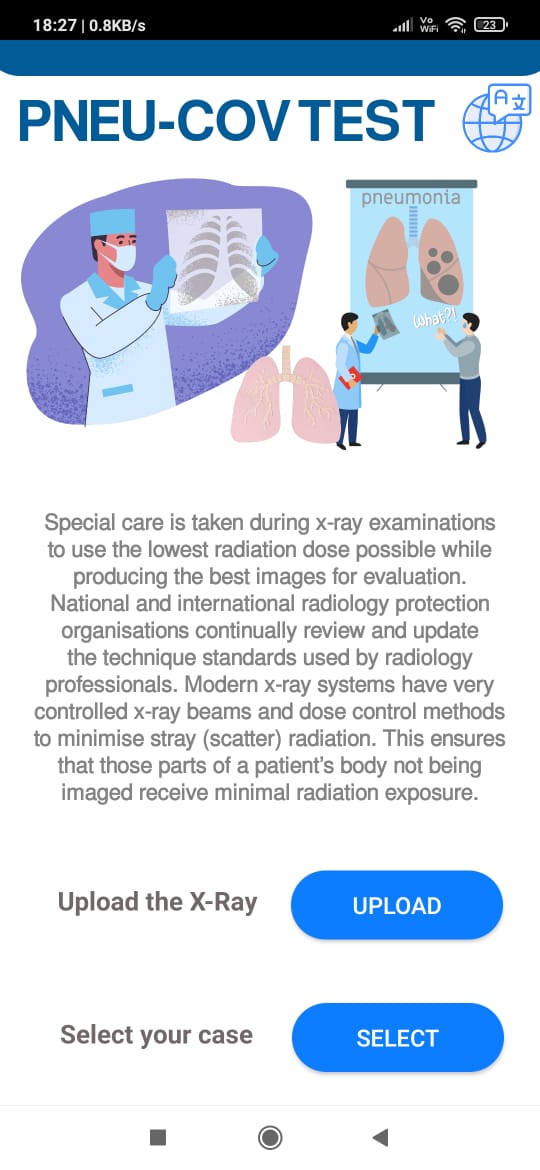 18:27 | 0.8KB/s
Vo
WiFi
23
PNEU-COV TEST
A
文
pneumonia
What?!
Special care is taken during x-ray examinations
to use the lowest radiation dose possible while
producing the best images for evaluation.
National and international radiology protection
organisations continually review and update
the technique standards used by radiology
professionals. Modern x-ray systems have very
controlled x-ray beams and dose control methods
to minimise stray (scatter) radiation. This ensures
that those parts of a patient's body not being
imaged receive minimal radiation exposure.
Upload the X-Ray
UPLOAD
Select your case
SELECT